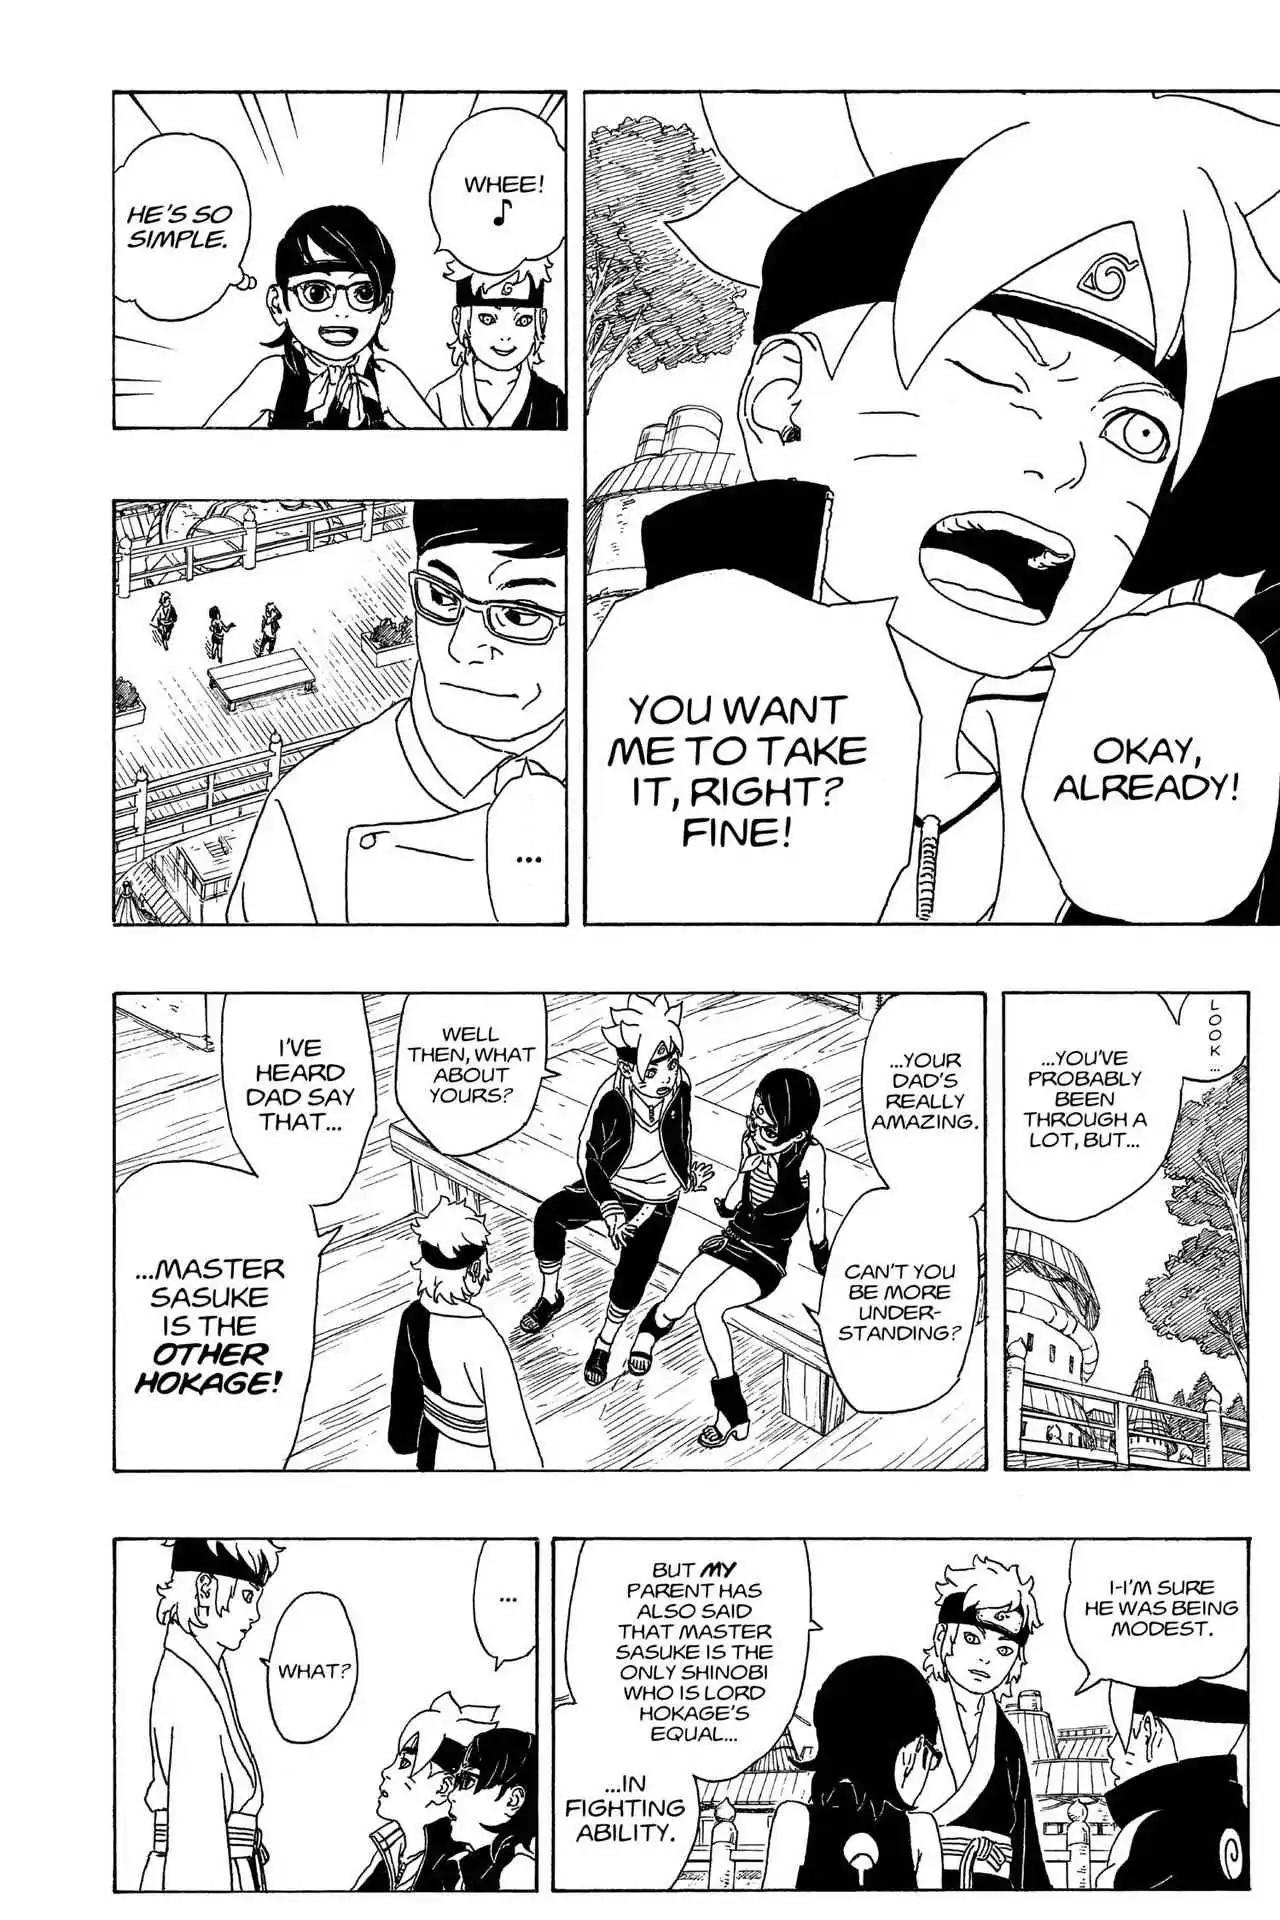 OKAY,
ALREADY!
YOU WANT
ME TO TAKE
IT, RIGHT?
FINE!
WHEE!
♪
HE'S SO
SIMPLE.
...
LOOK...
...YOU'VE
PROBABLY
BEEN
THROUGH A
LOT, BUT...
...YOUR
DAD'S
REALLY
AMAZING.
CAN'T YOU
BE MORE
UNDER-
STANDING?
WELL
THEN, WHAT
ABOUT
YOURS?
I'VE
HEARD
DAD SAY
THAT...
...MASTER
SASUKE
IS THE
OTHER
HOKAGE!
I-I'M SURE
HE WAS BEING
MODEST.
BUT MY
PARENT HAS
ALSO SAID
THAT MASTER
SASUKE IS THE
ONLY SHINOBI
WHO IS LORD
HOKAGE'S
EQUAL...
...IN
FIGHTING
ABILITY.
...
WHAT?